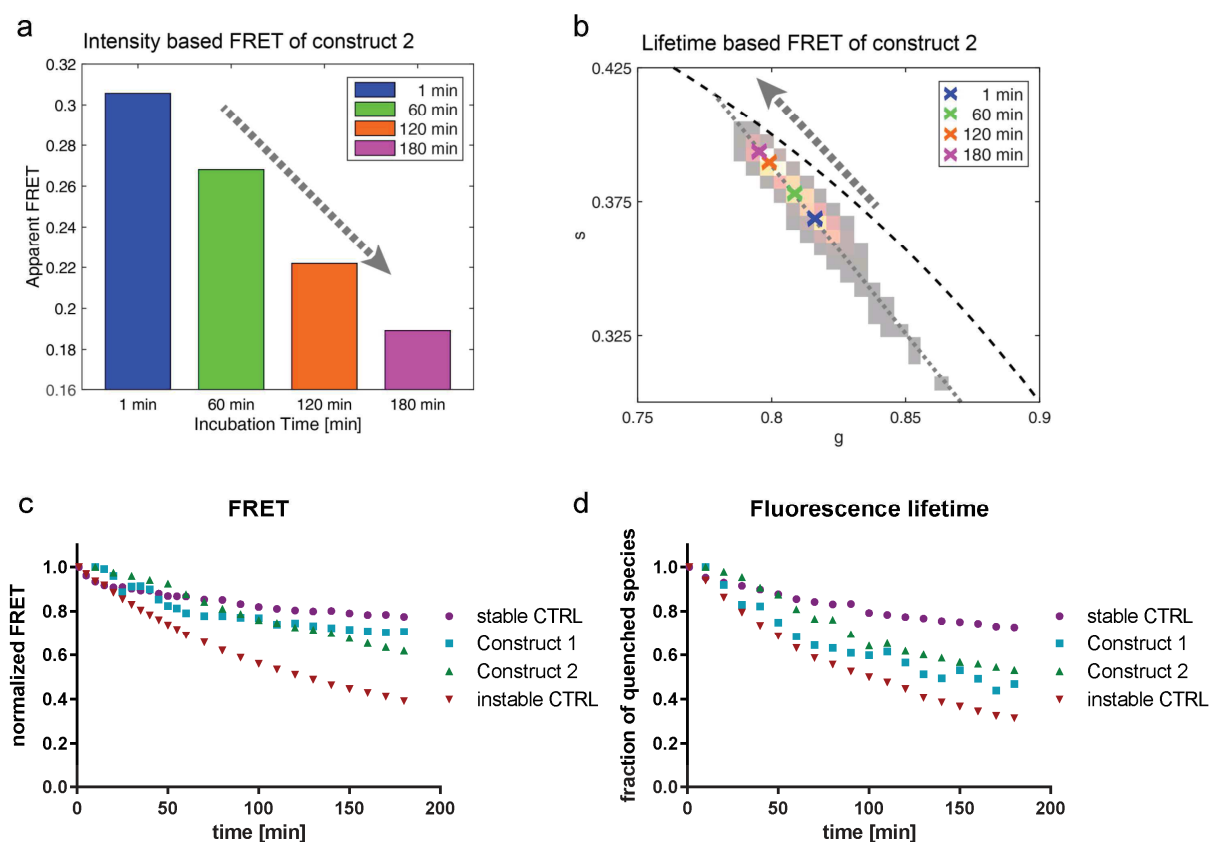 a
Intensity based FRET of construct 2
0.32
0.3
0.28
0.26
0.24
0.22
0.2
0.18
0.16
Apparent FRET
1 min
60 min
120 min
180 min
1 min
60 min
120 min
180 min
Incubation Time [min]
b
Lifetime based FRET of construct 2
0.425
0.375
0.325
s
1 min
60 min
120 min
180 min
0.75
0.8
0.85
0.9
g
c
FRET
1.0
0.8
0.6
0.4
0.2
0.0
normalized FRET
0
50
100
150
200
time [min]
stable CTRL
Construct 1
Construct 2
instable CTRL
d
Fluorescence lifetime
1.0
0.8
0.6
0.4
0.2
0.0
fraction of quenched species
0
50
100
150
200
time [min]
stable CTRL
Construct 1
Construct 2
instable CTRL